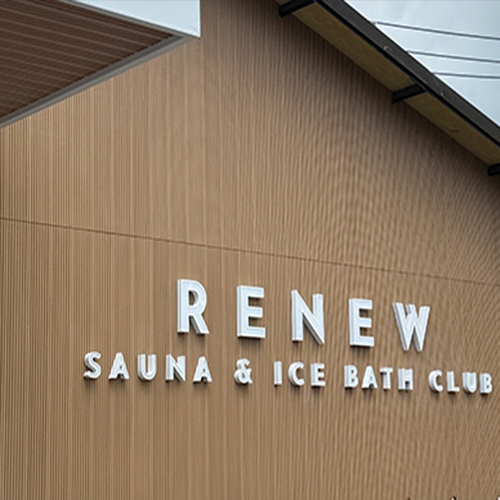 RENEW
SAUNA & ICE BATH CLUB